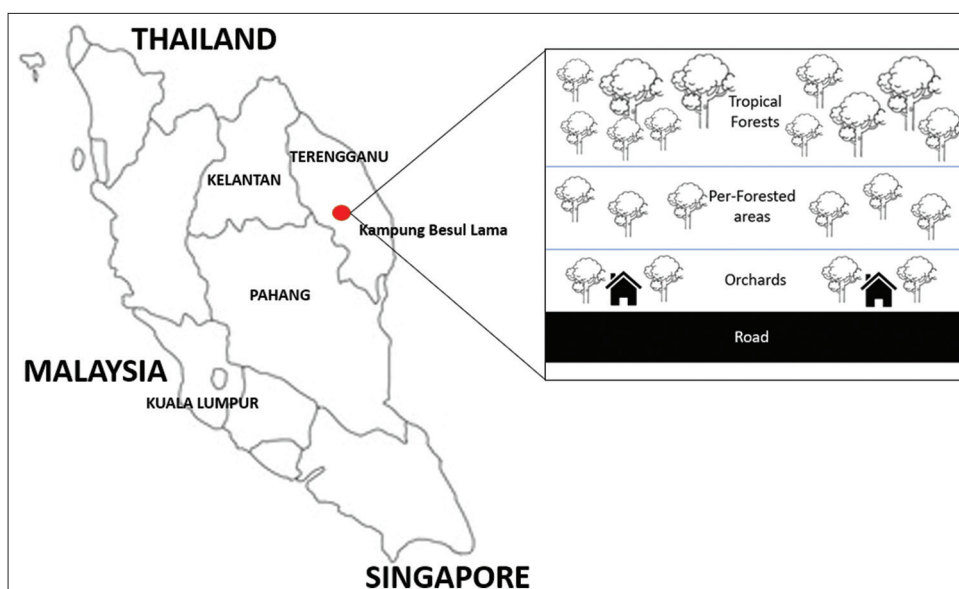 THAILAND
TERENGGANU
KELANTAN
Kampung Besul Lama
PAHANG
MALAYSIA
KUALA LUMPUR
SINGAPORE
Tropical
Forests
Per-Forested
areas
Orchards
Road